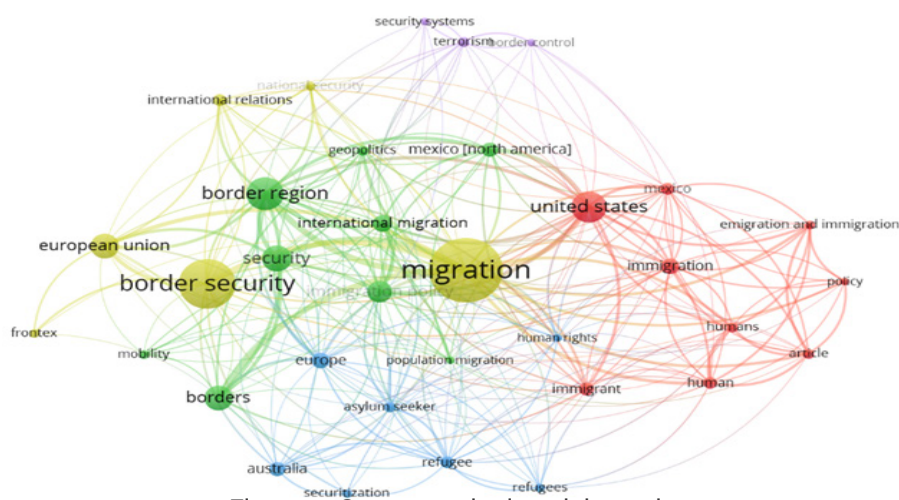 security systems
terrorism
border control
national security
international relations
geopolitics
mexico [north america]
mexico
border region
united states
international migration
emigration and immigration
european union
security
immigration
migration
policy
border security
immigration policy
frontex
humans
human rights
mobility
europe
population migration
article
human
immigrant
borders
asylum seeker
refugee
australia
refugees
securitization